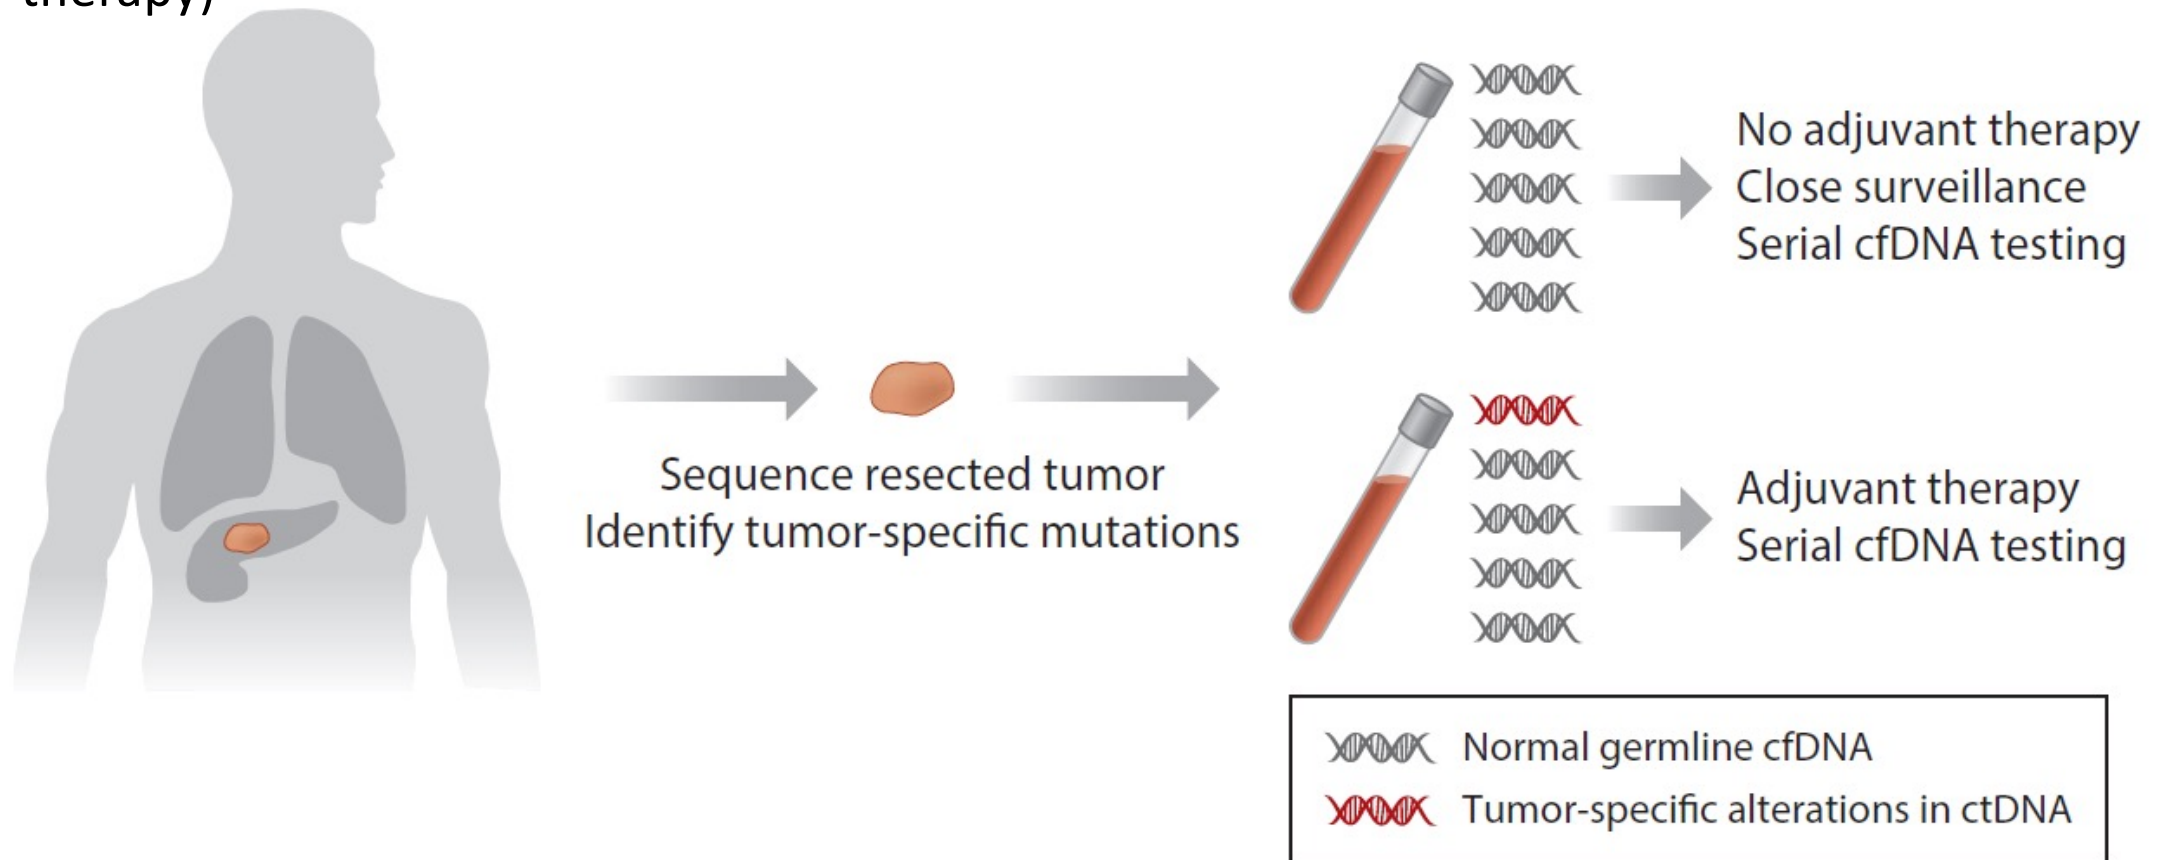 therapy)
Sequence resected tumor
Identify tumor-specific mutations
No adjuvant therapy
Close surveillance
Serial cfDNA testing
Adjuvant therapy
Serial cfDNA testing
Normal germline cfDNA
Tumor-specific alterations in ctDNA